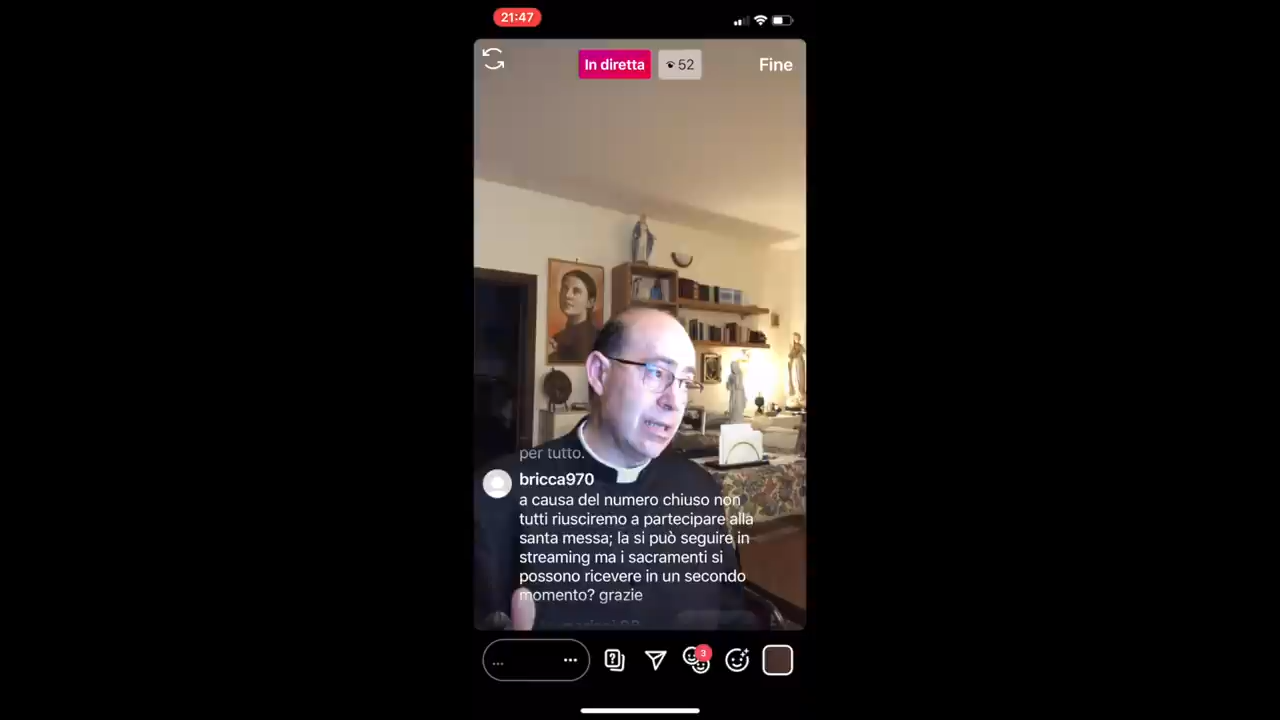 21:47
In diretta
52
Fine
per tutto.
bricca970
a causa del numero chiuso non
tutti riusciremo a partecipare alla
santa messa; la si può seguire in
streaming ma i sacramenti si
possono ricevere in un secondo
momento? grazie
...
3